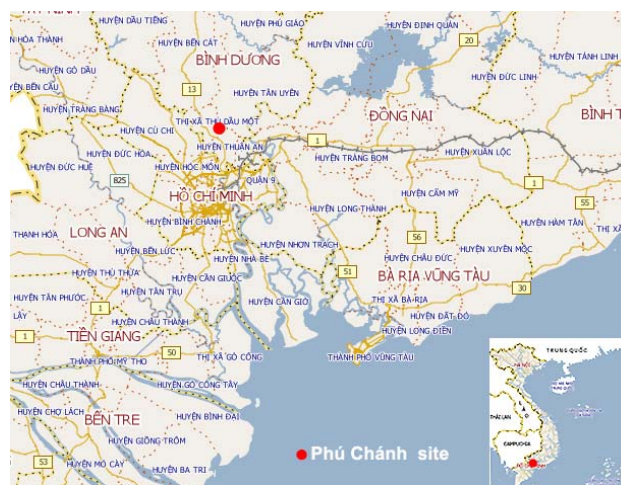 HUYỆN DẦU TIẾNG
HUYỆN PHÚ GIÁO
HUYỆN ĐỊNH QUÁN
HUYỆN HÒA THÀNH
HUYỆN BẾN CÁT
HUYỆN VĨNH CỬU
20
HUYỆN TÁNH LINH
BÌNH DƯƠNG
HUYỆN GÒ DẦU
13
HUYỆN TÂN UYÊN
HUYỆN ĐỨC LINH
HUYỆN BẾN CẦU
HUYỆN TRẢNG BÀNG
THỊ XÃ THỦ DẦU MỘT
ĐỒNG NAI
BÌNH T
HUYỆN CỦ CHI
HUYỆN THUẬN AN
1
HUYỆN ĐỨC HÒA
HUYỆN HÓC MÔN
HUYỆN TRẢNG BOM
HUYỆN XUÂN LỘC
HUYỆN ĐỨC HUỆ
825
QUẬN 9
1
HỒ CHÍ MINH
HUYỆN CẨM MỸ
HUYỆN LONG THÀNH
55
HUYỆN BÌNH CHÁNH
HUYỆN HÀM TÂN
THẠNH HÓA
LONG AN
56
THỊ XÃ
HUYỆN BẾN LỨC
HUYỆN NHƠN TRẠCH
HUYỆN XUYÊN MỘC
HUYỆN NHÀ BÈ
HUYỆN CHÂU ĐỨC
HUYỆN THỦ THỪA
51
BÀ RỊA VŨNG TÀU
HUYỆN CẦN GIUỘC
30
HUYỆN TÂN TRỤ
HUYỆN TÂN PHƯỚC
HUYỆN CẦN GIỜ
THỊ XÃ BÀ RỊA
1
LẬY
HUYỆN CHÂU THÀNH
HUYỆN ĐẤT ĐỎ
1
HUYỆN LONG ĐIỀN
TIỀN GIANG
50
THỊ XÃ GÒ CÔNG
THÀNH PHỐ VŨNG TÀU
THÀNH PHỐ MỸ THO
TRUNG QUỐC
HUYỆN CHÂU THÀNH
HUYỆN GÒ CÔNG TÂY
HÀ NỘI
HUYỆN CHỢ LÁCH
HUYỆN BÌNH ĐẠI
LÀO
BẾN TRE
THÁI LAN
HUYỆN GIỒNG TRÔM
CAMPUCHIA
Phú Chánh site
53
HUYỆN MỎ CÀY
HUYỆN BA TRI